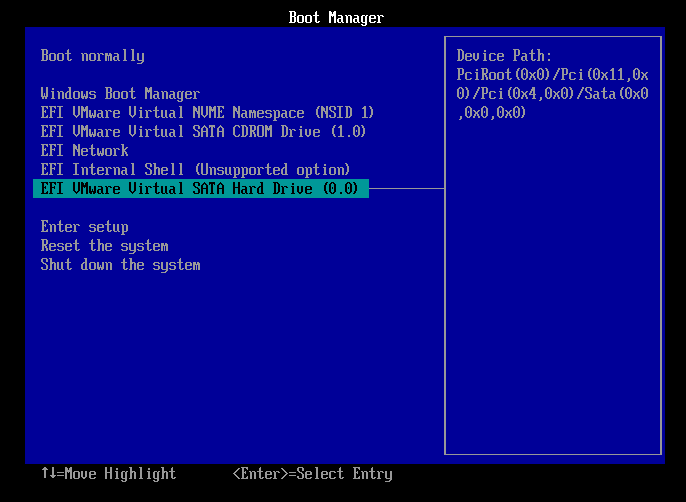 Boot Manager
Boot normally
Windows Boot Manager
EFI VMware Virtual NVME Namespace (NSID 1)
EFI VMware Virtual SATA CDROM Drive (1.0)
EFI Network
EFI Internal Shell (Unsupported option)
EFI VMware Virtual SATA Hard Drive (0.0)
Enter setup
Reset the system
Shut down the system
Device Path:
PciRoot(0x0)/Pci(0x11,0x
0)/Pci(0x4,0x0)/Sata(0x0
,0x0,0x0)
↑↓=Move Highlight <Enter>=Select Entry